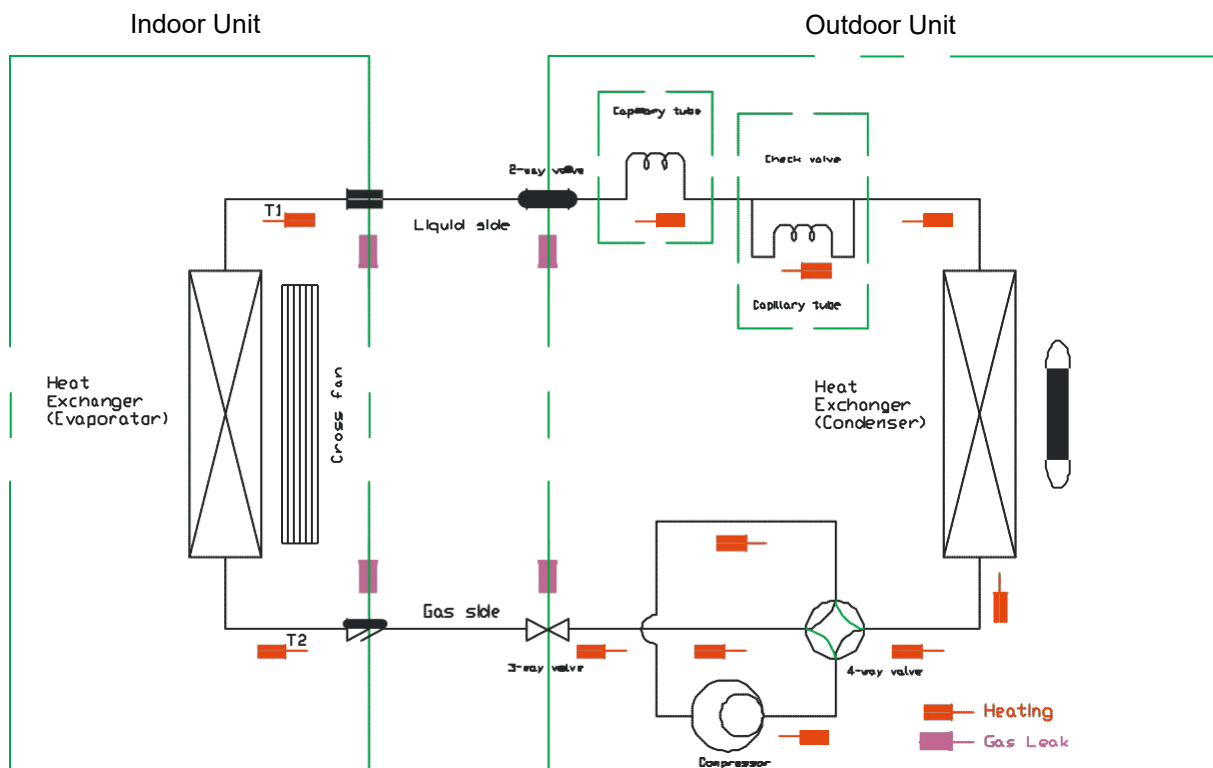 Indoor Unit
Outdoor Unit
Capillary tube
Check valve
2-way valve
T1
Liquid side
Capillary tube
Heat
Exchanger
(Evaporator)
Cross fan
Heat
Exchanger
(Condenser)
Gas side
T2
3-way valve
4-way valve
Heating
Gas Leak
Compressor